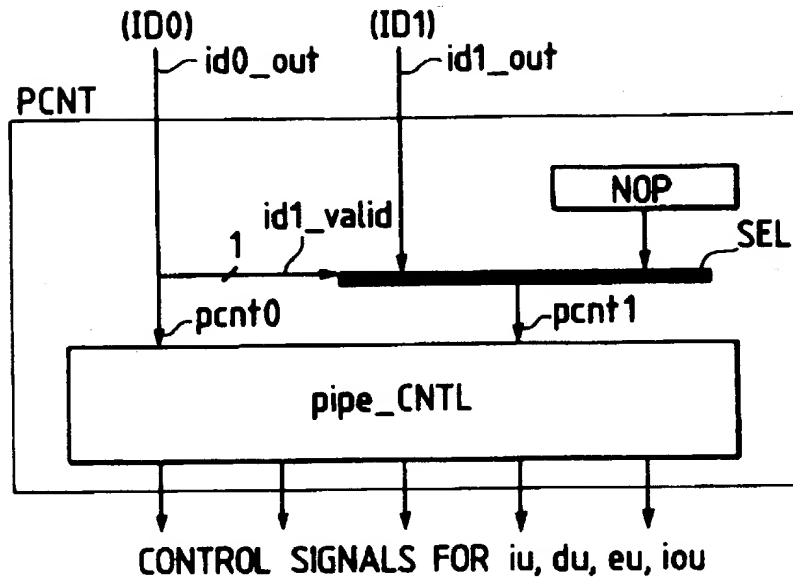 (ID0)
(ID1)
id0_out
id1_out
PCNT
NOP
id1_valid
1
SEL
pcnt0
pcnt1
pipe_CNTL
CONTROL SIGNALS FOR iu, du, eu, iou